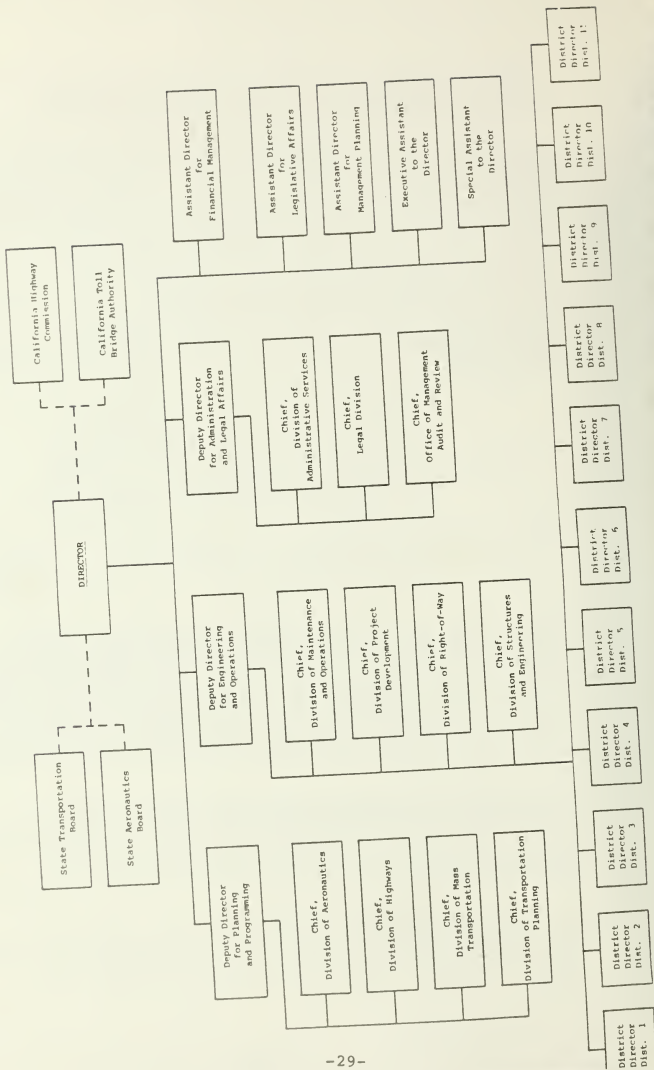 State Transportation
Board
State Aeronautics
Board
DIRECTOR
California Highway
Commission
California Toll
Bridge Authority
Deputy Director
for Planning
and Programming
Chief,
Division of Aeronautics
Chief,
Division of Highways
Chief,
Division of Mass
Transportation
Chief,
Division of Transportation
Planning
Deputy Director
for Engineering
and Operations
Chief,
Division of Maintenance
and Operations
Chief,
Division of Project
Development
Chief,
Division of Right-of-Way
Chief,
Division of Structures
and Engineering
Deputy Director
for Administration
and Legal Affairs
Chief,
Division of
Administrative Services
Chief,
Legal Division
Chief,
Office of Management
Audit and Review
Assistant Director
for
Financial Management
Assistant Director
for
Legislative Affairs
Assistant Director
for
Management Planning
Executive Assistant
to the
Director
Special Assistant
to the
Director
District
Director
Dist. 1
District
Director
Dist. 2
District
Director
Dist. 3
District
Director
Dist. 4
District
Director
Dist. 5
District
Director
Dist. 6
District
Director
Dist. 7
District
Director
Dist. 8
District
Director
Dist. 9
District
Director
Dist. 10
District
Director
Dist.
-29-